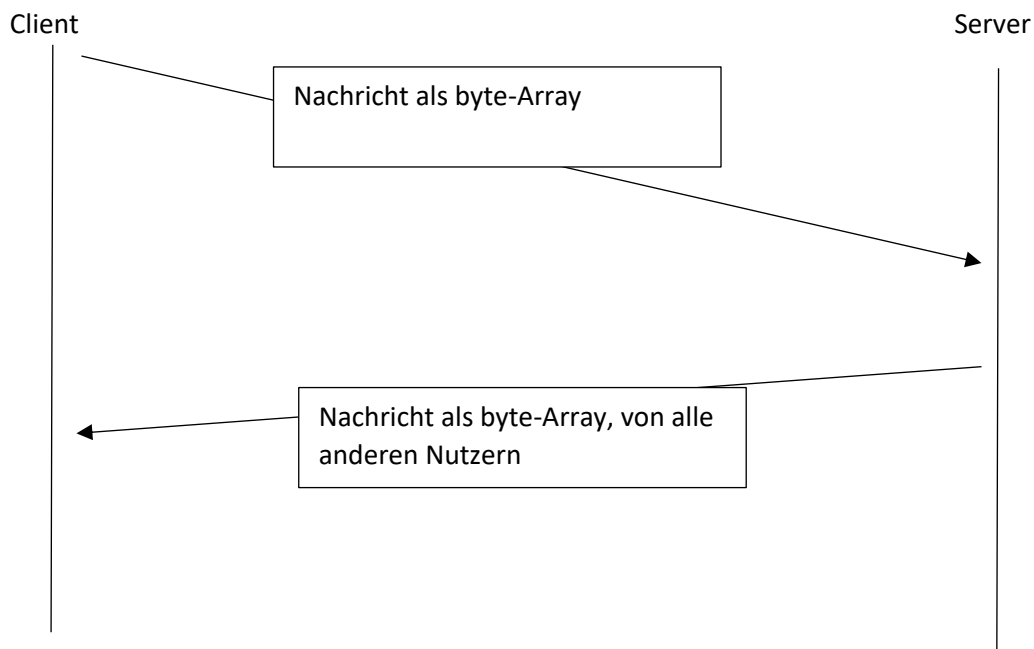 Client
Server
Nachricht als byte-Array
Nachricht als byte-Array, von alle
anderen Nutzern